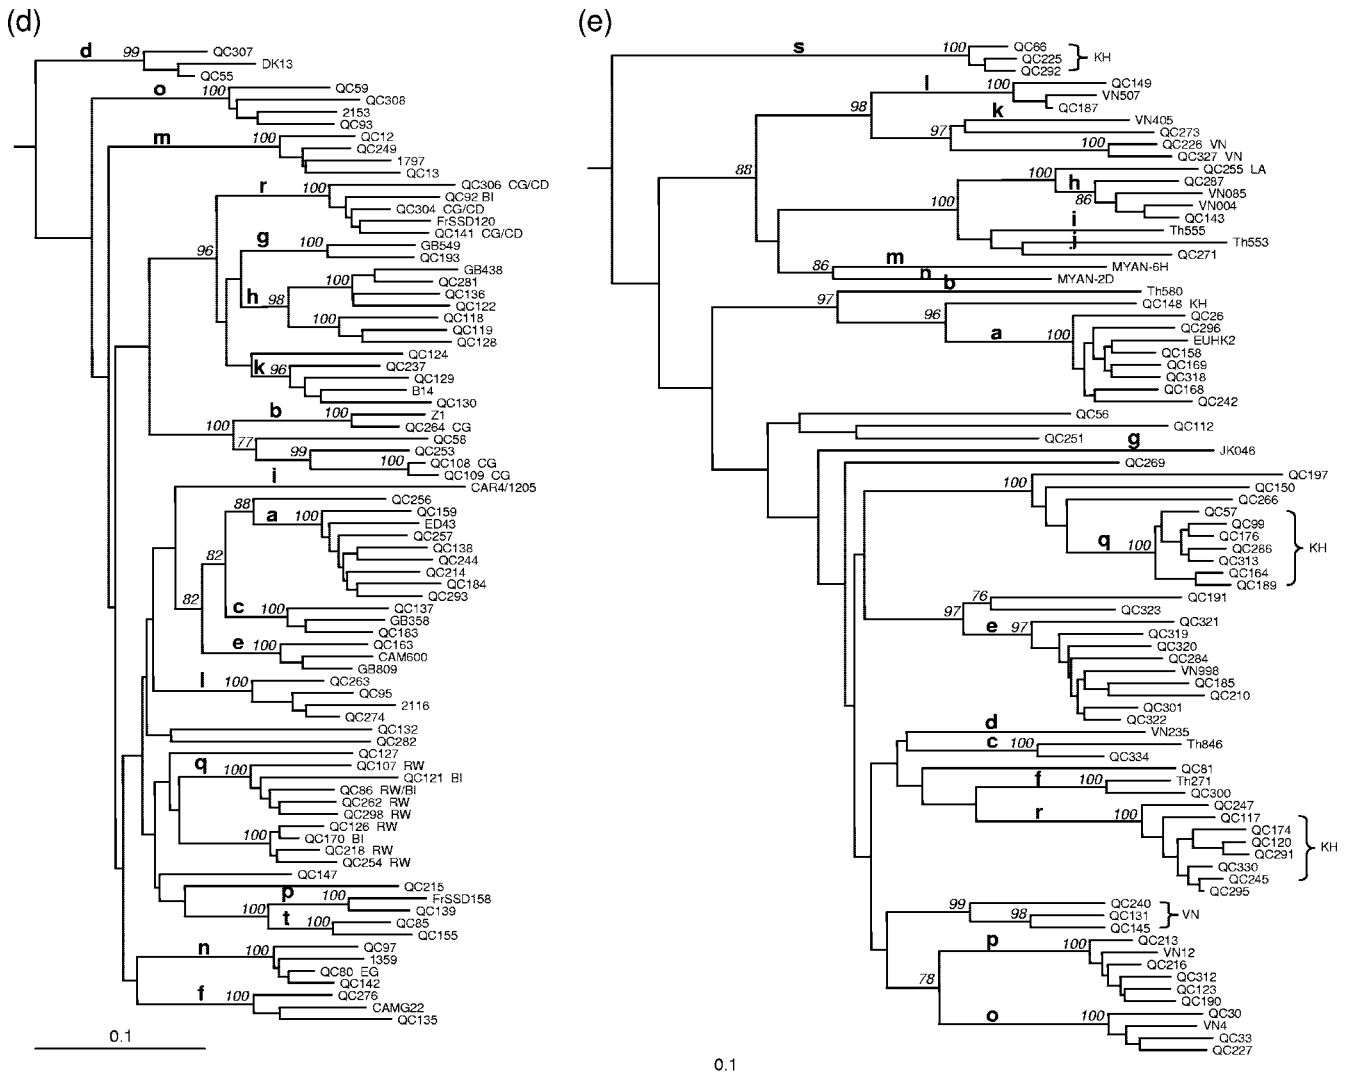 (d)
d
99
QC307
DK13
QC55
o
100
QC59
QC308
2153
QC93
m
100
QC12
QC249
1797
QC13
r
100
QC306 CG/CD
QC92 BI
QC304 CG/CD
FrSSD120
QC141 CG/CD
96
g
100
GB549
QC193
h
98
100
GB438
QC281
QC136
QC122
100
QC118
QC119
QC128
k
96
QC124
QC237
QC129
B14
QC130
b
100
100
Z1
QC264 CG
77
QC58
99
QC253
100
QC108 CG
QC109 CG
i
CAR4/1205
88
QC256
a
100
QC159
ED43
QC257
QC138
QC244
QC214
QC184
QC293
82
82
c
100
QC137
GB358
QC183
e
100
QC163
CAM600
GB809
l
100
QC263
QC95
2116
QC274
QC132
QC282
QC127
q
100
QC107 RW
QC121 BI
QC86 RW/BI
QC262 RW
QC298 RW
100
QC126 RW
QC170 BI
QC218 RW
QC254 RW
QC147
QC215
p
100
100
FrSSD158
QC139
t
100
QC85
QC155
n
100
QC97
1359
QC80 EG
QC142
f
100
QC276
CAMG22
QC135
0.1
(e)
s
100
QC66
QC225
QC292
KH
l
100
QC149
VN507
QC187
98
k
97
VN405
QC273
100
QC226 VN
QC327 VN
88
100
100
QC255 LA
h
86
QC287
VN085
VN004
QC143
i
Th555
j
Th553
QC271
86
m
MYAN-6H
n
MYAN-2D
b
97
Th580
96
QC148 KH
a
100
QC26
QC296
EUHK2
QC158
QC169
QC318
QC168
QC242
QC56
QC112
QC251
g
JK046
QC269
100
QC197
QC150
QC266
q
100
QC57
QC99
QC176
QC286
QC313
QC164
QC189
KH
97
76
QC191
QC323
e
97
QC321
QC319
QC320
QC284
VN998
QC185
QC210
QC301
QC322
d
VN235
c
100
Th846
QC334
QC81
f
100
Th271
QC300
r
100
QC247
QC117
QC174
QC120
QC291
QC330
QC245
QC295
KH
99
QC240
98
QC131
QC145
VN
78
p
100
QC213
VN12
QC216
QC312
QC123
QC190
o
100
QC30
VN4
QC33
QC227
0.1